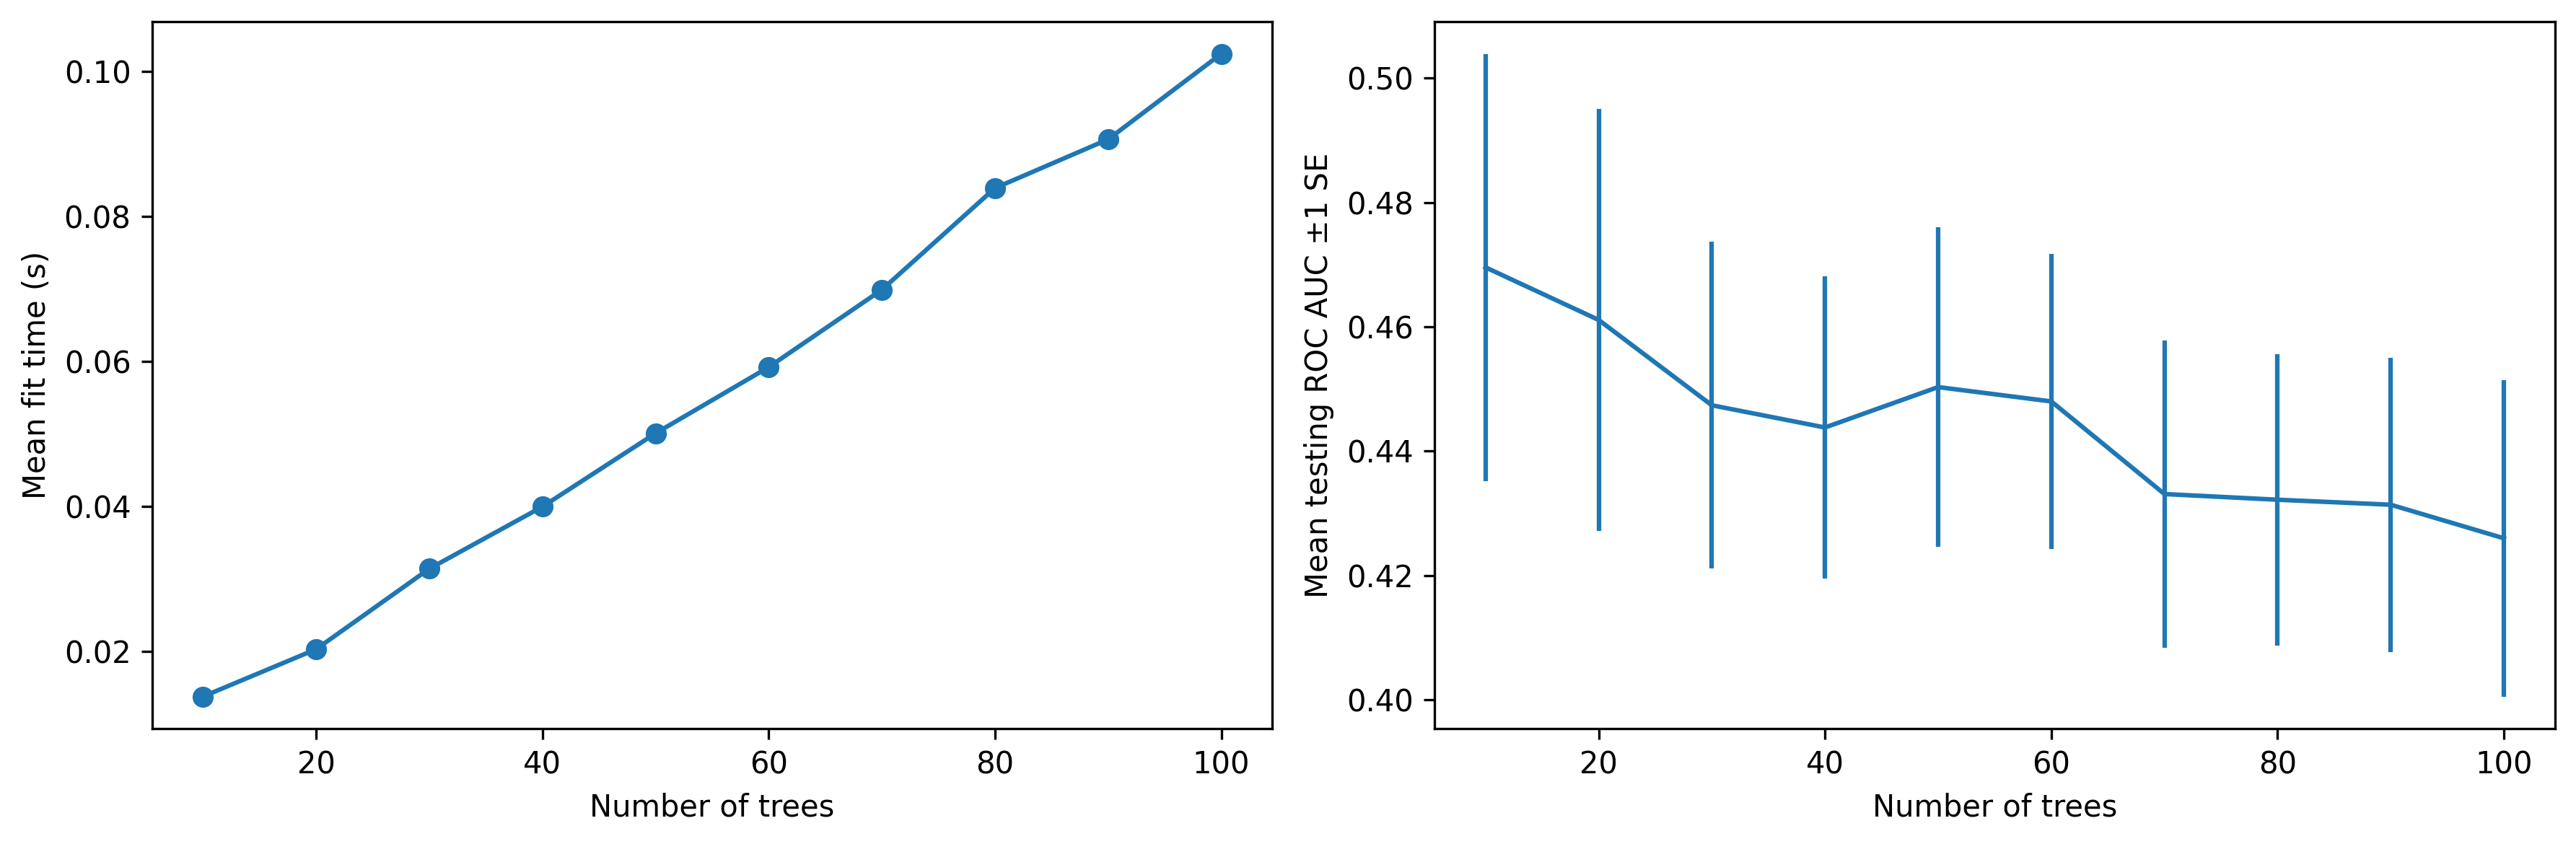 Mean fit time (s)
0.10
0.08
0.06
0.04
0.02
20 40 60 80 100
Number of trees
Mean testing ROC AUC ±1 SE
0.50
0.48
0.46
0.44
0.42
0.40
20 40 60 80 100
Number of trees